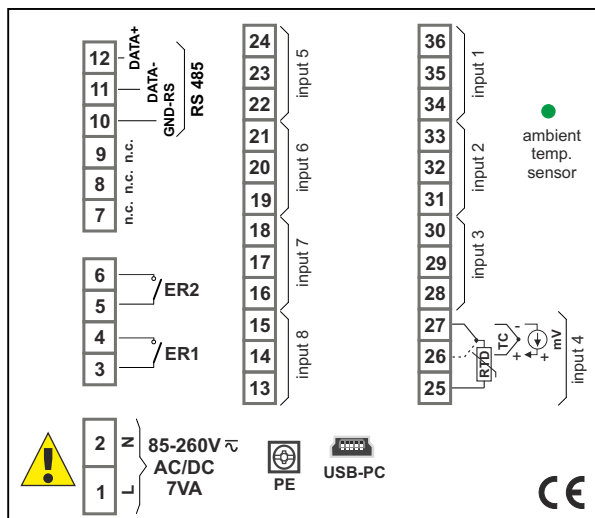 12
11
10
9
8
7
DATA+
DATA-
GND-RS
RS 485
n.c.
n.c.
n.c.
6
5
ER2
4
3
ER1
2
1
N
L
85-260V
AC/DC
7VA
PE
USB-PC
24
23
22
input 5
21
20
19
input 6
18
17
16
input 7
15
14
13
input 8
36
35
34
input 1
33
32
31
input 2
30
29
28
input 3
27
26
25
RTD
TC
-
+
+
mV
input 4
ambient
temp.
sensor
CE